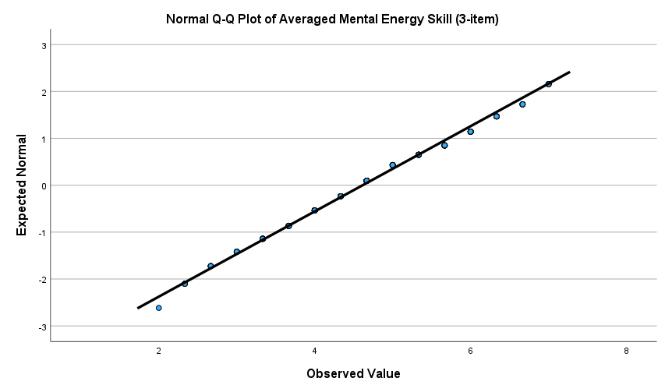 Normal Q-Q Plot of Averaged Mental Energy Skill (3-item)
3
2
1
0
-1
-2
-3
Expected Normal
2 4 6 8
Observed Value